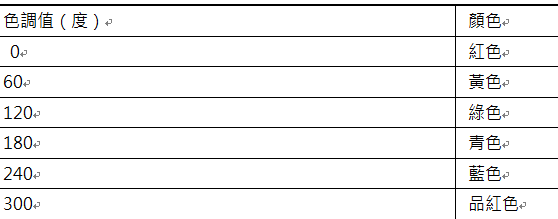 色調值（度） 顏色
0 紅色
60 黃色
120 綠色
180 青色
240 藍色
300 品紅色